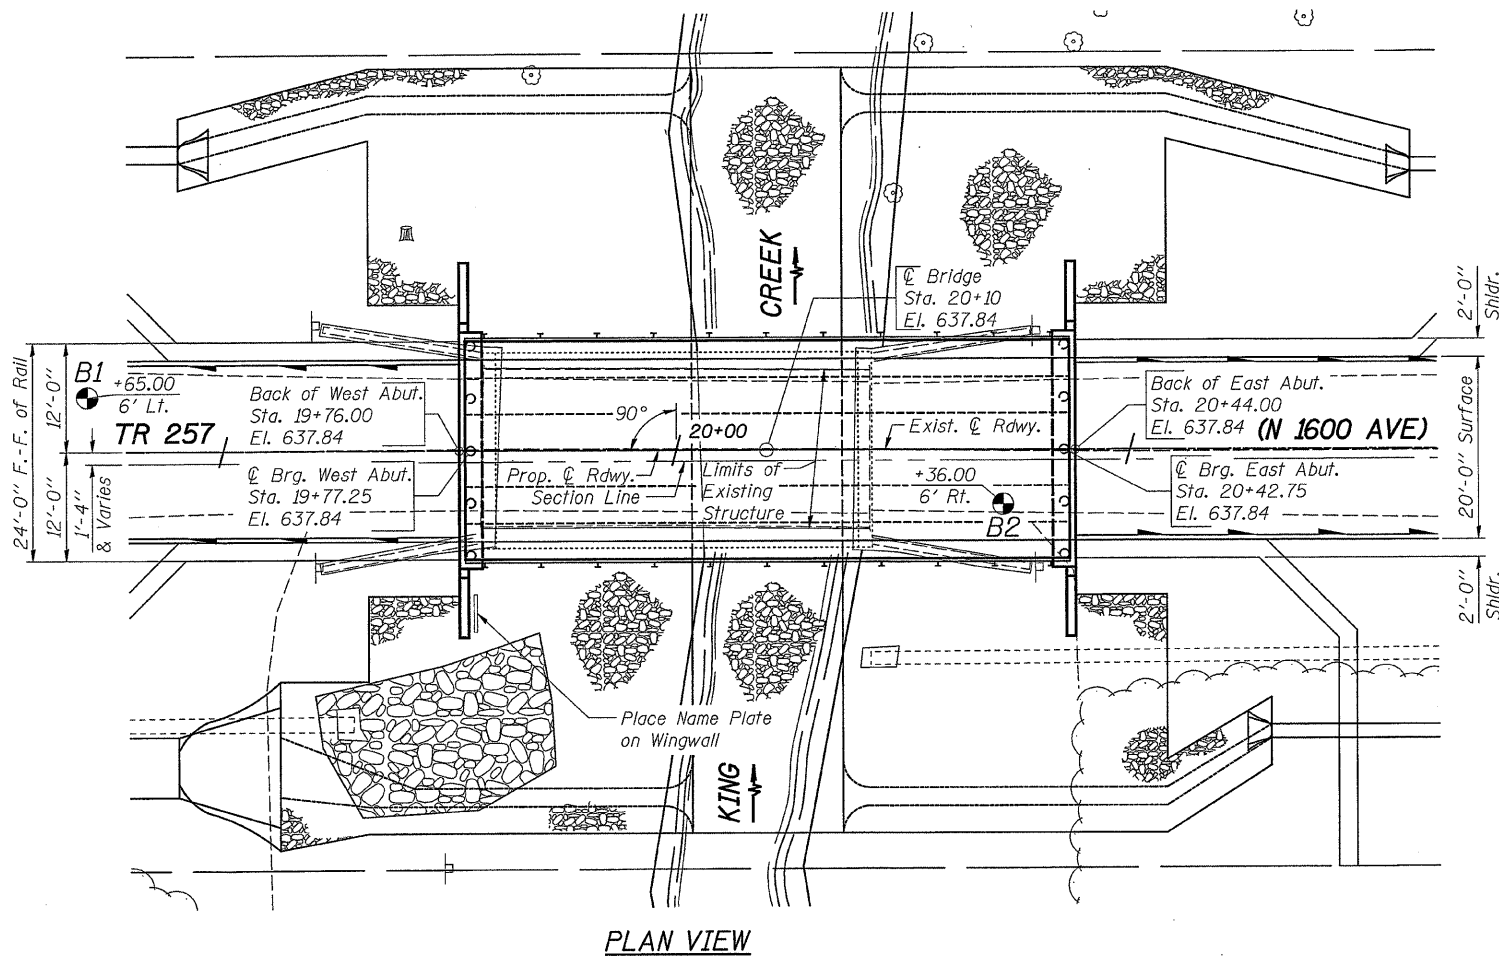 CREEK
℄ Bridge
Sta. 20+10
El. 637.84
2'-0"
Shldr.
24'-0" F.-F. of Rail
12'-0"
12'-0"
1'-4"
& Varies
B1
+65.00
6' Lt.
TR 257
Back of West Abut.
Sta. 19+76.00
El. 637.84
90°
20+00
Exist. ℄ Rdwy.
Back of East Abut.
Sta. 20+44.00
El. 637.84
(N 1600 AVE)
20'-0" Surface
℄ Brg. West Abut.
Sta. 19+77.25
El. 637.84
Prop. ℄ Rdwy.
Section Line
Limits of
Existing
Structure
+36.00
6' Rt.
B2
℄ Brg. East Abut.
Sta. 20+42.75
El. 637.84
2'-0"
Shldr.
Place Name Plate
on Wingwall
KING
PLAN VIEW